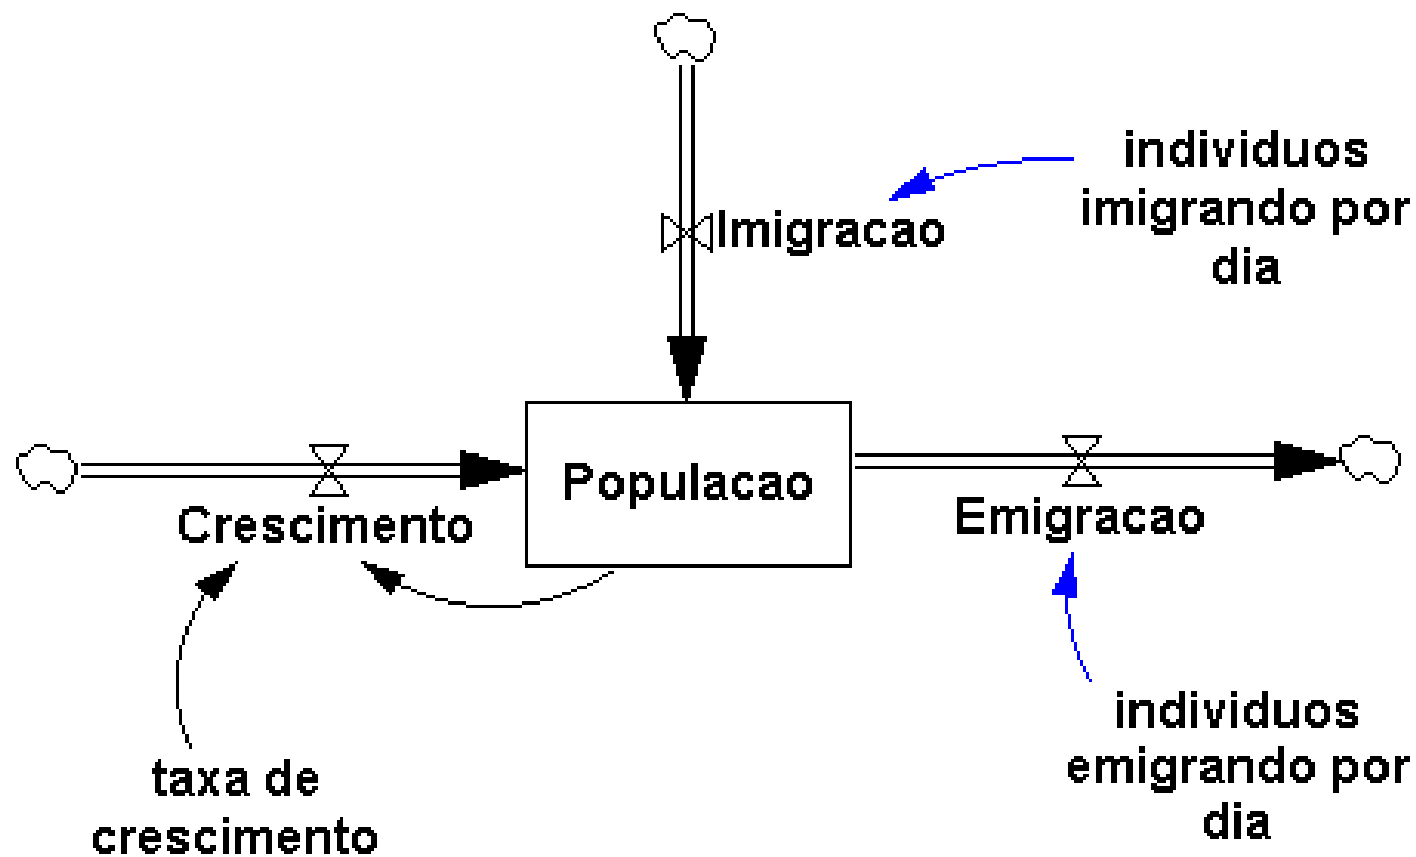 individuos
imigrando por
dia
Imigracao
Populacao
Crescimento
Emigracao
taxa de
crescimento
individuos
emigrando por
dia